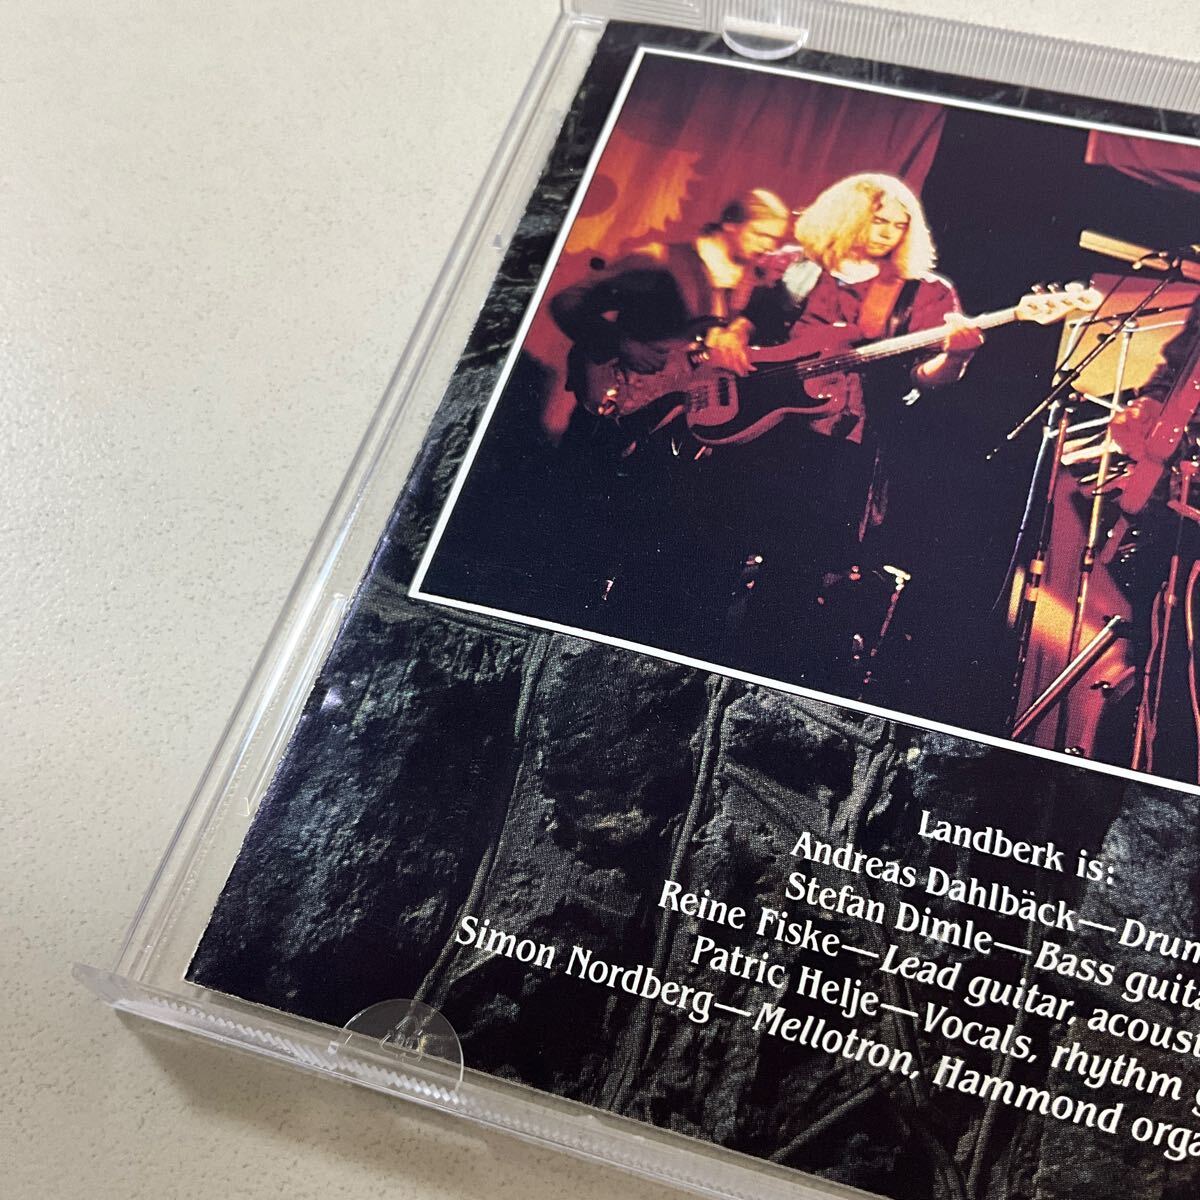 Landberk is:
Andreas Dahlbäck—Drum
Stefan Dimle—Bass guita
Reine Fiske—Lead guitar, acoust
Patric Helje—Vocals, rhythm g
Simon Nordberg—Mellotron, Hammond orga